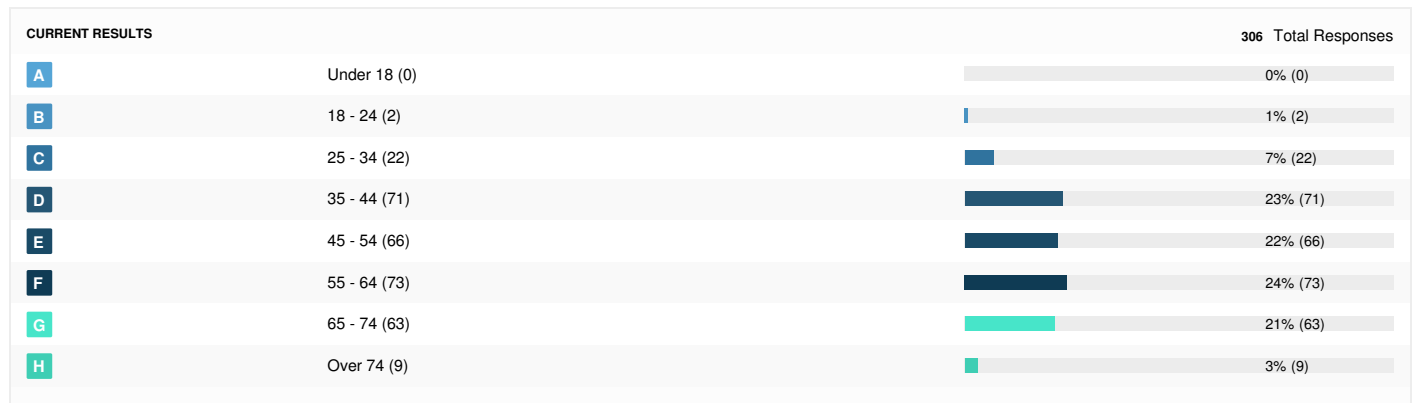 CURRENT RESULTS 306 Total Responses
A Under 18 (0) 0% (0)
B 18 - 24 (2) 1% (2)
C 25 - 34 (22) 7% (22)
D 35 - 44 (71) 23% (71)
E 45 - 54 (66) 22% (66)
F 55 - 64 (73) 24% (73)
G 65 - 74 (63) 21% (63)
H Over 74 (9) 3% (9)